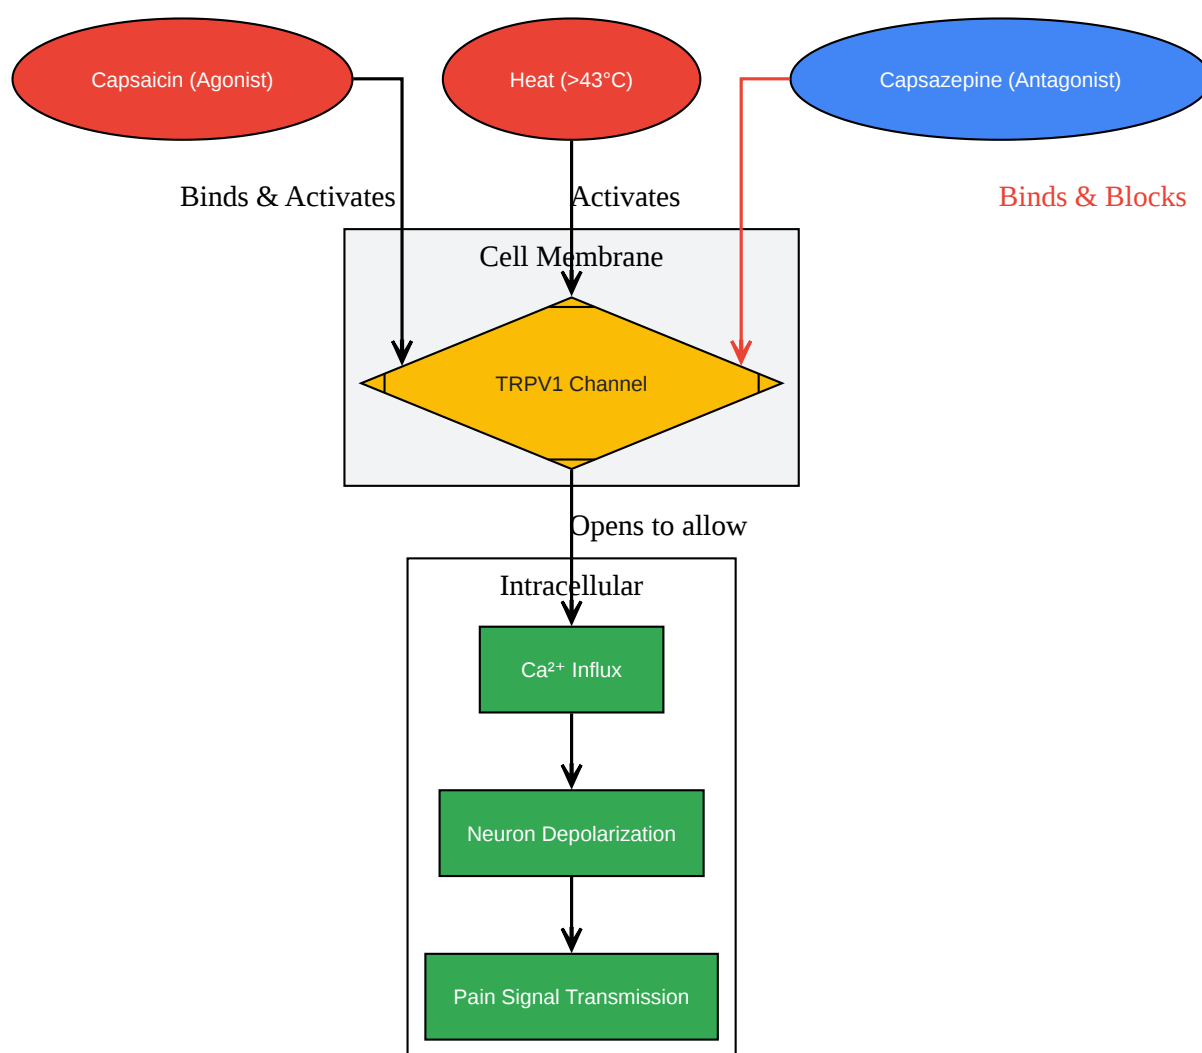 Capsaicin (Agonist)
Heat (>43°C)
Capsazepine (Antagonist)
Binds & Activates
Activates
Binds & Blocks
Cell Membrane
TRPV1 Channel
Opens to allow
Intracellular
Ca²⁺ Influx
Neuron Depolarization
Pain Signal Transmission